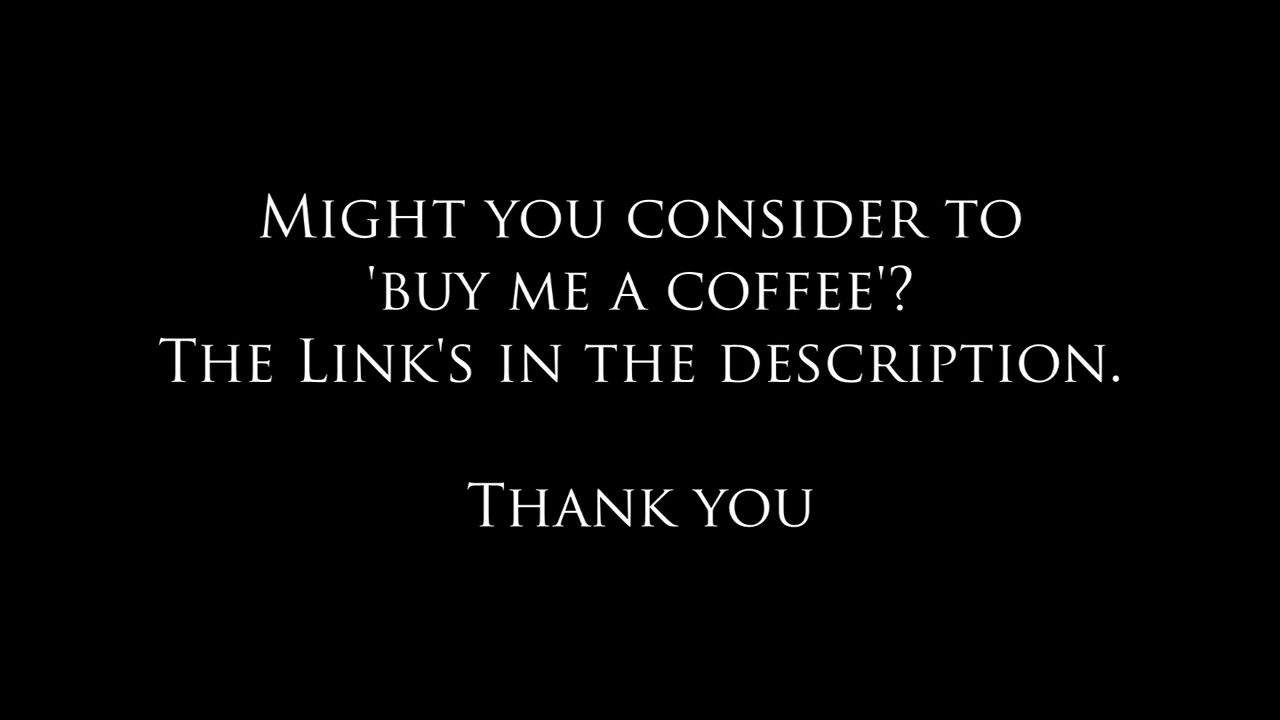 Might you consider to
'buy me a coffee'?
The Link's in the description.
Thank you